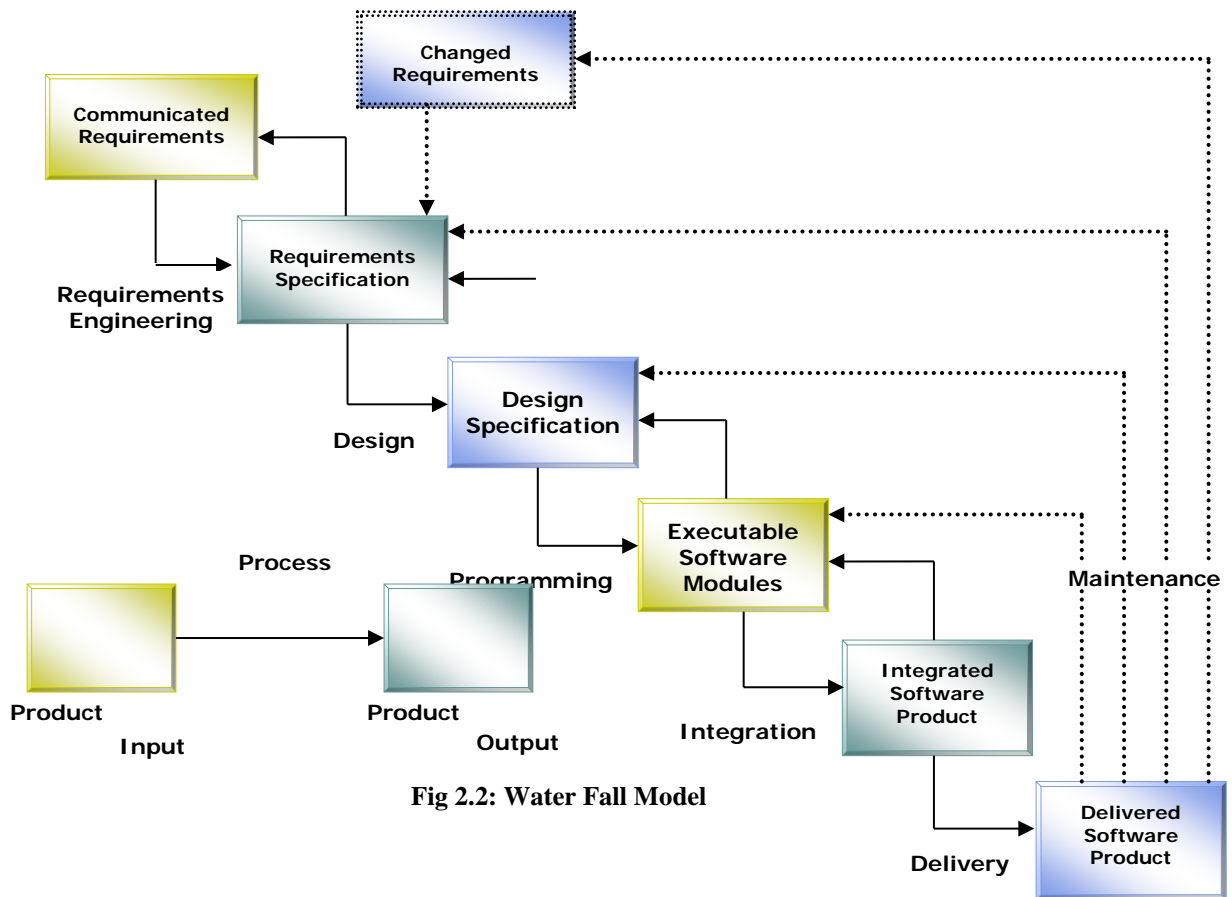 Changed
Requirements
Communicated
Requirements
Requirements
Specification
Requirements
Engineering
Design
Specification
Design
Executable
Software
Modules
Process
Programming
Maintenance
Integrated
Software
Product
Product
Input
Product
Output
Integration
Fig 2.2: Water Fall Model
Delivered
Software
Product
Delivery